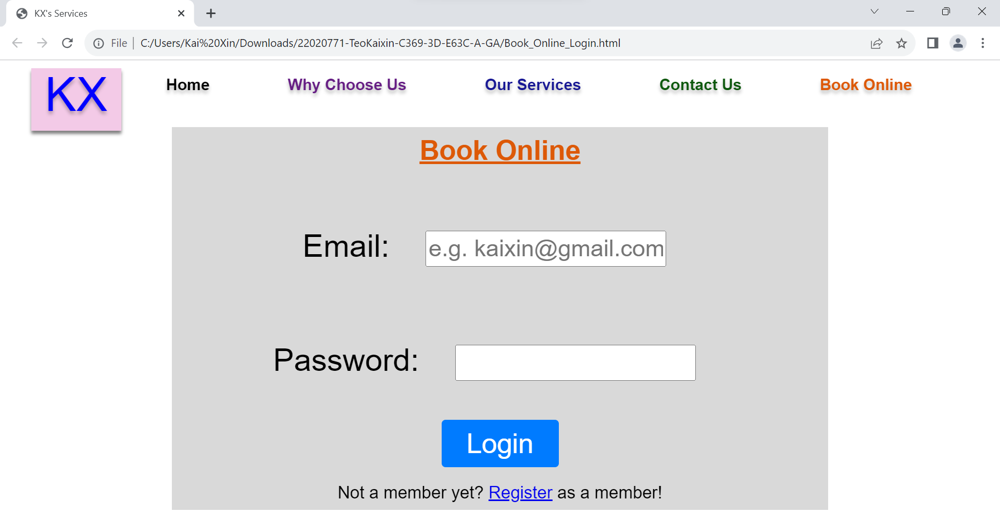 KX's Services
File C:/Users/Kai%20Xin/Downloads/22020771-TeoKaixin-C369-3D-E63C-A-GA/Book_Online_Login.html
KX Home Why Choose Us Our Services Contact Us Book Online
Book Online
Email: e.g. kaixin@gmail.com
Password:
Login
Not a member yet? Register as a member!